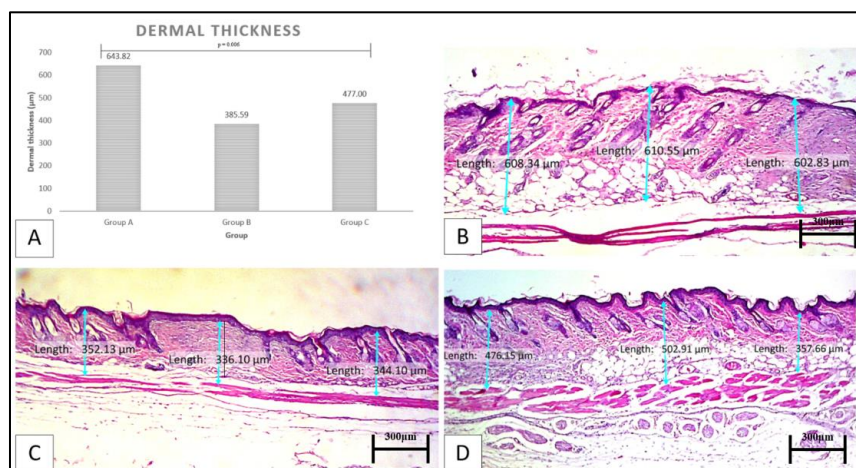 DERMAL THICKNESS
p = 0.000
700
600
500
400
300
200
100
0
Dermal thickness (µm)
643.82
385.59
477.00
Group A
Group B
Group C
Group
A
Length: 608.34 µm
Length: 610.55 µm
Length: 602.83 µm
300µm
B
Length: 352.13 µm
Length: 336.10 µm
Length: 344.10 µm
300µm
C
Length: 476.15 µm
Length: 502.91 µm
Length: 357.66 µm
300µm
D